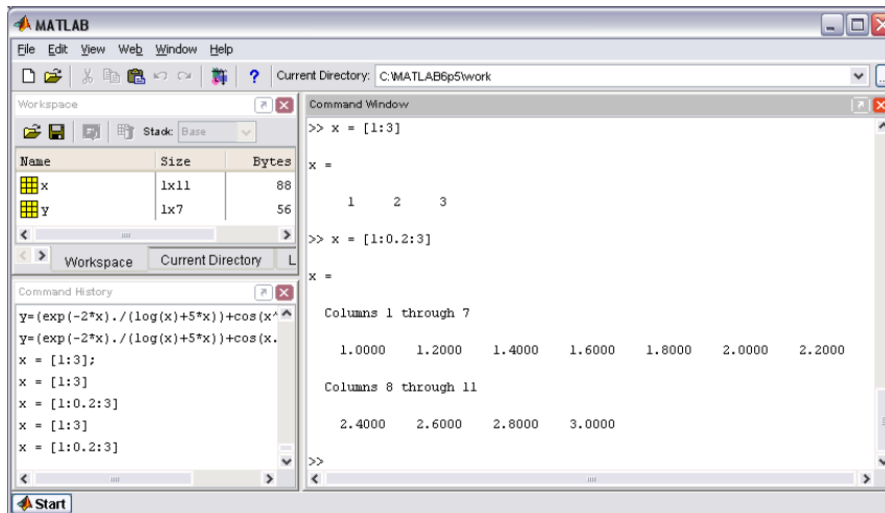 MATLAB
File Edit View Web Window Help
Current Directory: C:\MATLAB6p5\work
Workspace
Stack: Base
Name Size Bytes
x 1x11 88
y 1x7 56
Workspace Current Directory L
Command History
y=(exp(-2*x)./(log(x)+5*x))+cos(x^
y=(exp(-2*x)./(log(x)+5*x))+cos(x.
x = [1:3];
x = [1:3]
x = [1:0.2:3]
x = [1:3]
x = [1:0.2:3]
Command Window
>> x = [1:3]
x =
1 2 3
>> x = [1:0.2:3]
x =
Columns 1 through 7
1.0000 1.2000 1.4000 1.6000 1.8000 2.0000 2.2000
Columns 8 through 11
2.4000 2.6000 2.8000 3.0000
>>
Start